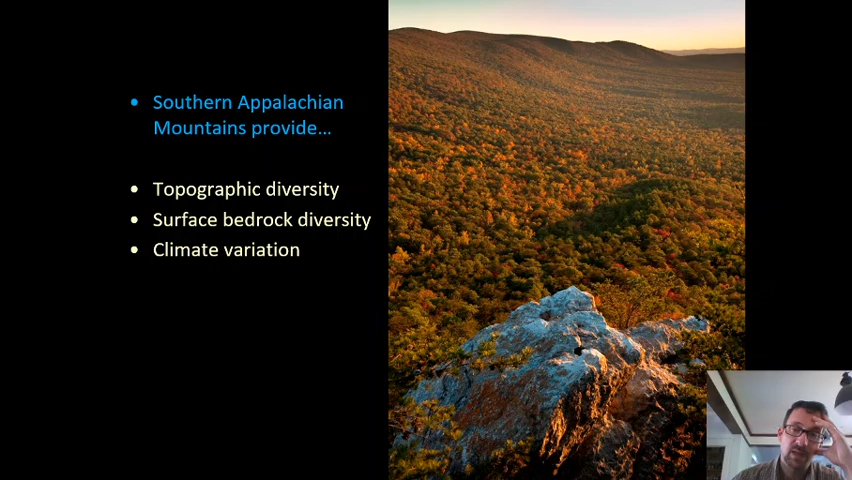 • Southern Appalachian
Mountains provide…
• Topographic diversity
• Surface bedrock diversity
• Climate variation